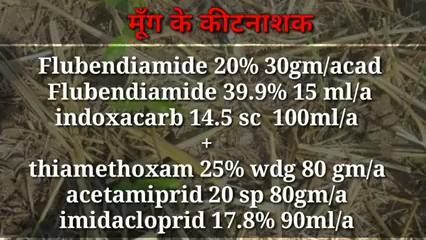 मूँग के कीटनाशक
Flubendiamide 20% 30gm/acad
Flubendiamide 39.9% 15 ml/a
indoxacarb 14.5 sc 100ml/a
+
thiamethoxam 25% wdg 80 gm/a
acetamiprid 20 sp 80gm/a
imidacloprid 17.8% 90ml/a